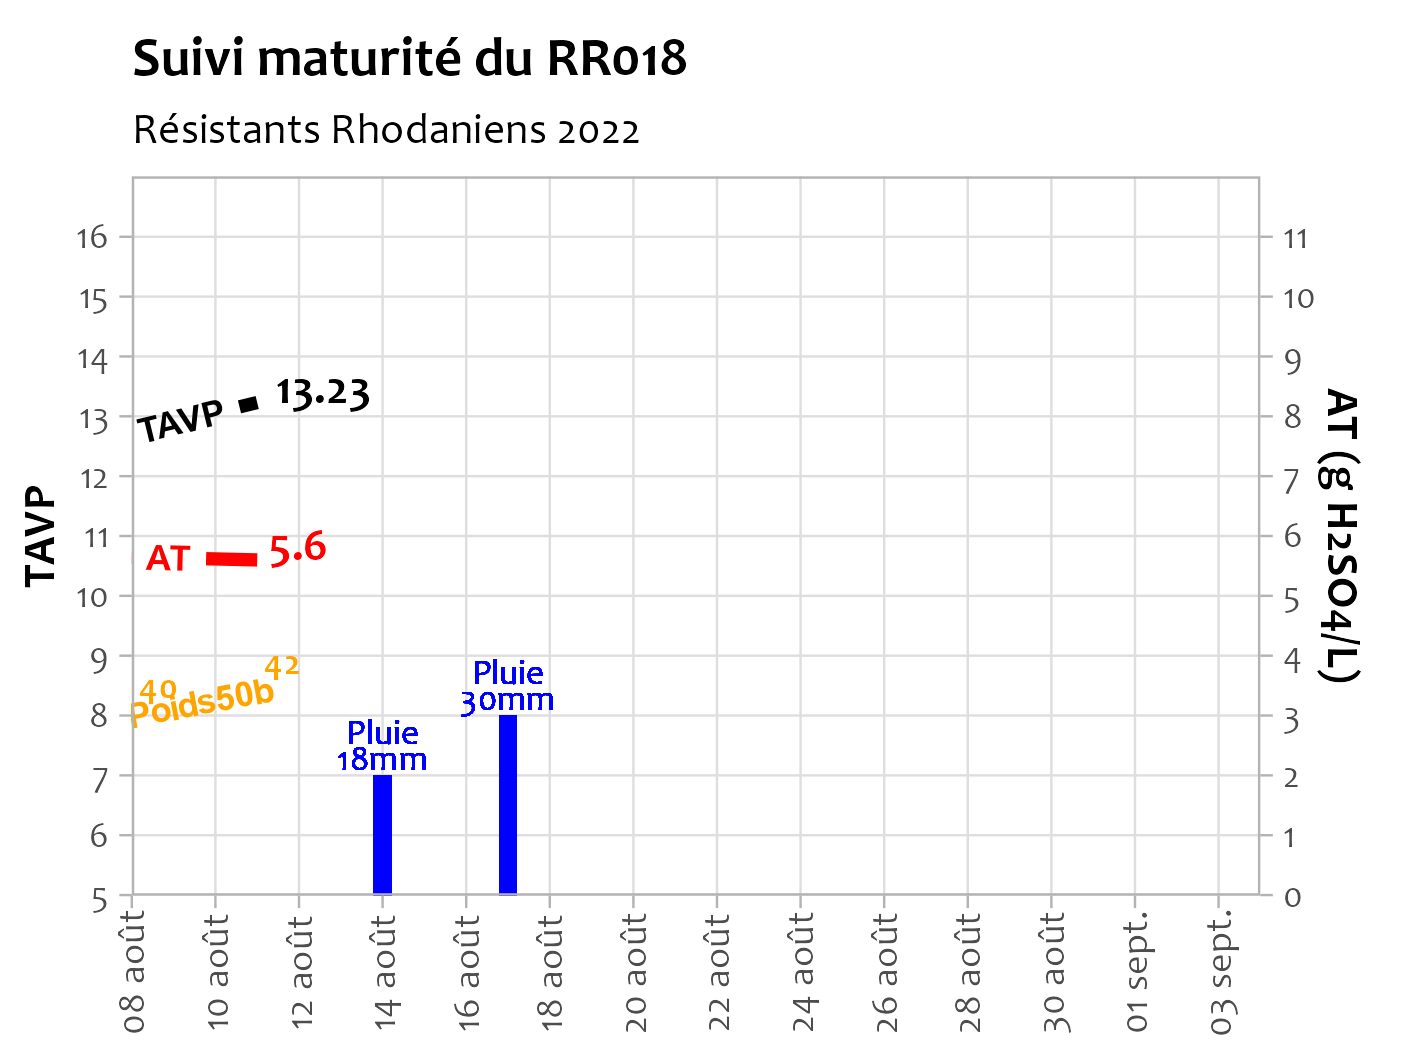 Suivi maturité du RR018
Résistants Rhodaniens 2022
TAVP
16
15
14
13
12
11
10
9
8
7
6
5
TAVP
13.23
AT
5.6
40
42
Poids50b
Pluie
18mm
Pluie
30mm
11
10
9
8
7
6
5
4
3
2
1
0
AT (g H2SO4/L)
08 août
10 août
12 août
14 août
16 août
18 août
20 août
22 août
24 août
26 août
28 août
30 août
01 sept.
03 sept.